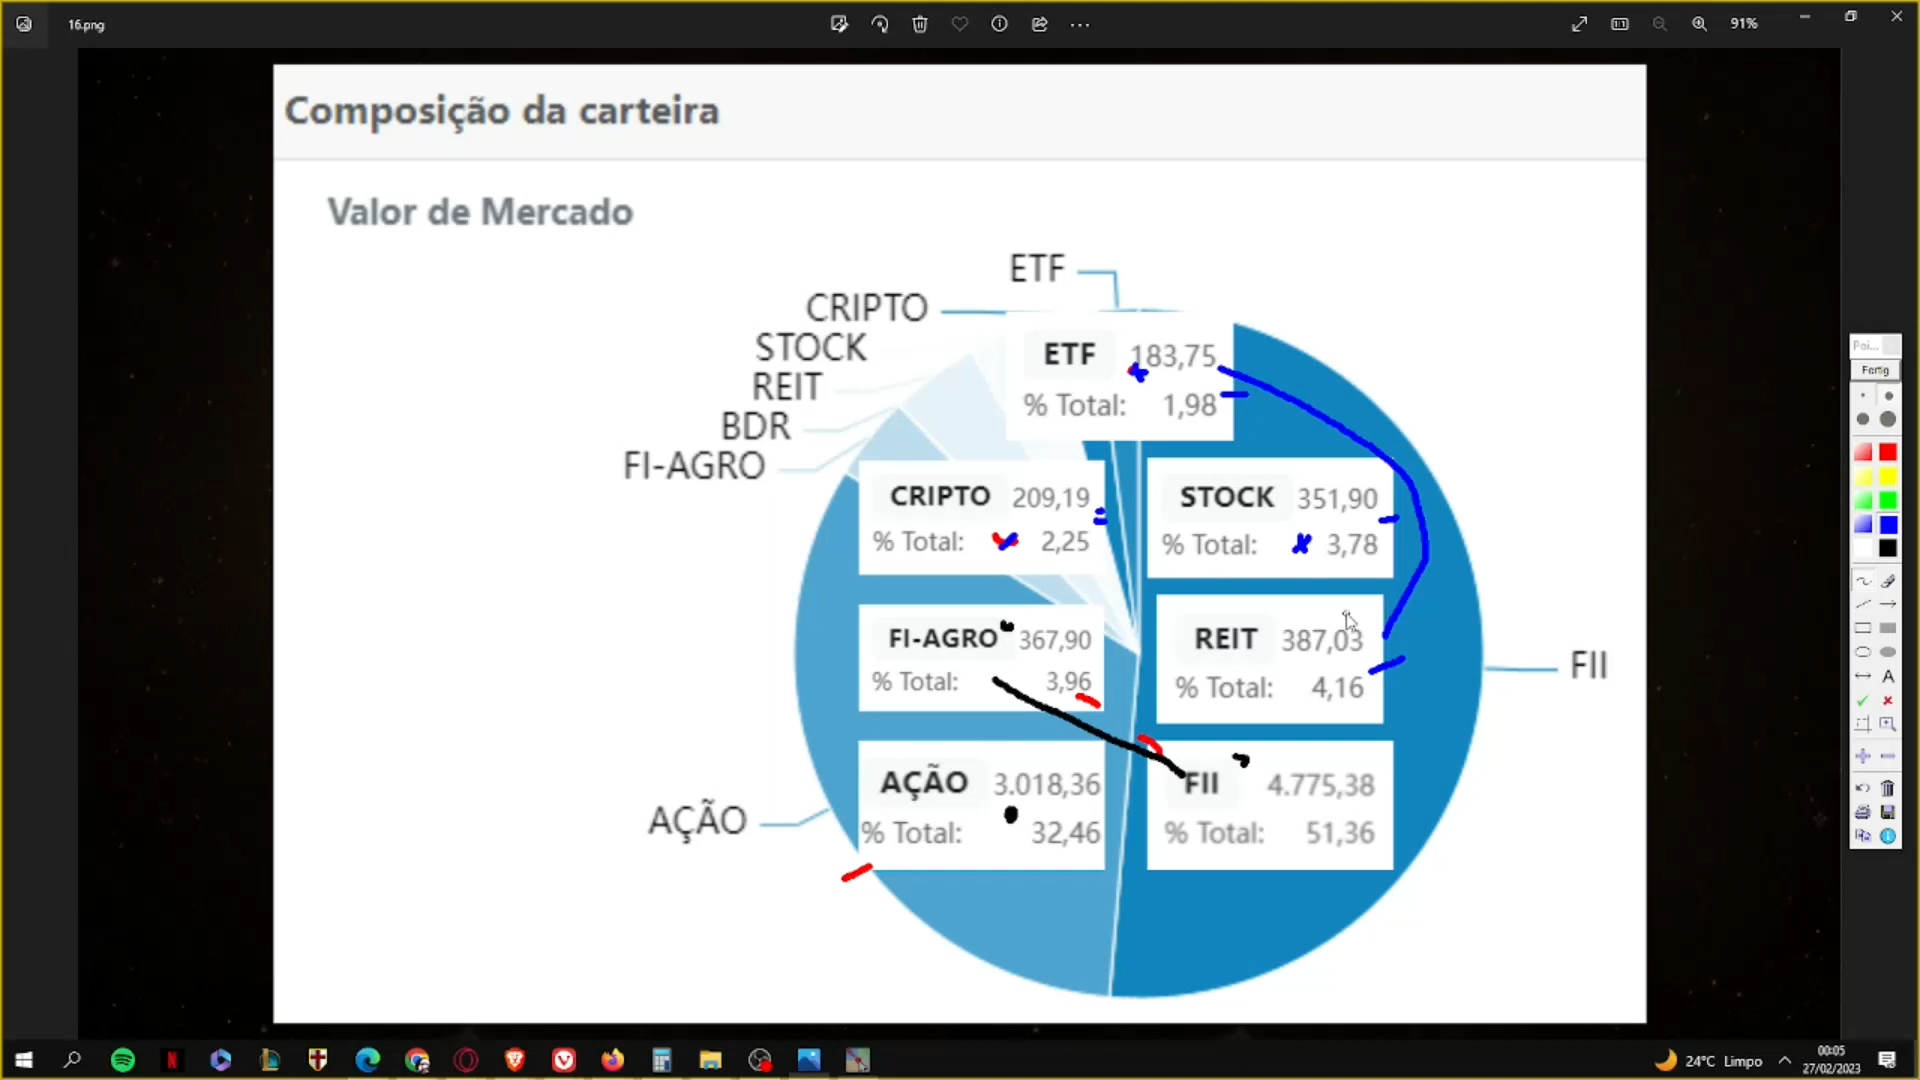 16.png
91%
Composição da carteira
Valor de Mercado
ETF
CRIPTO
STOCK
REIT
BDR
FI-AGRO
AÇÃO
FII
ETF 183,75
% Total: 1,98
CRIPTO 209,19
% Total: 2,25
STOCK 351,90
% Total: 3,78
FI-AGRO 367,90
% Total: 3,96
REIT 387,03
% Total: 4,16
AÇÃO 3.018,36
% Total: 32,46
FII 4.775,38
% Total: 51,36
Poi...
Fertig
A
24°C Limpo
00:05
27/02/2023